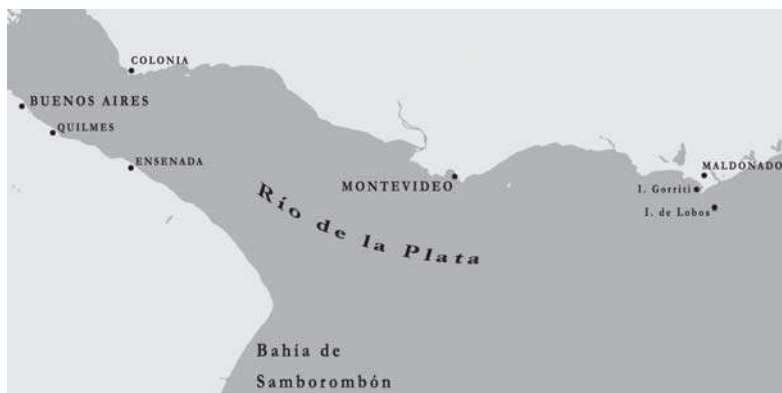 COLONIA
BUENOS AIRES
QUILMES
ENSENADA
MALDONADO
MONTEVIDEO
I. Gorriti
I. de Lobos
Río de la Plata
Bahía de
Samborombón